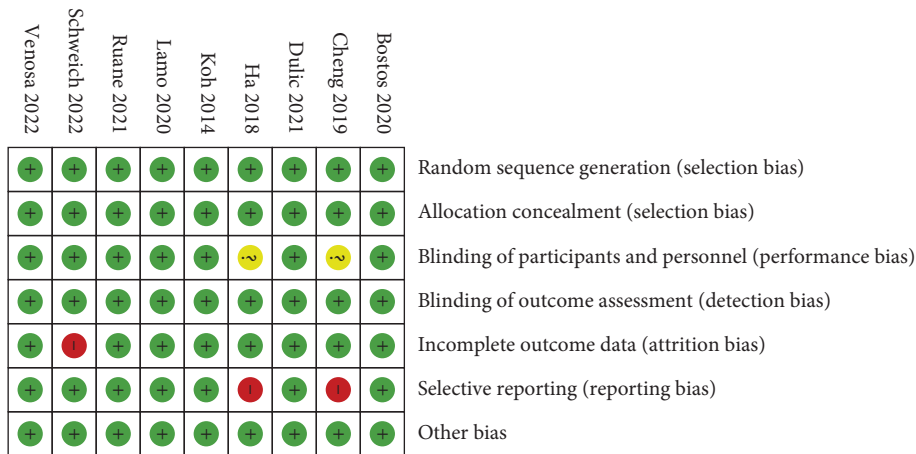 Venosa 2022
Schweich 2022
Ruane 2021
Lamo 2020
Koh 2014
Ha 2018
Dulic 2021
Cheng 2019
Bostos 2020
+ + + + + + + + + Random sequence generation (selection bias)
+ + + + + + + + + Allocation concealment (selection bias)
+ + + + + ? + ? + Blinding of participants and personnel (performance bias)
+ + + + + + + + + Blinding of outcome assessment (detection bias)
+ – + + + + + + + Incomplete outcome data (attrition bias)
+ + + + + – + – + Selective reporting (reporting bias)
+ + + + + + + + + Other bias